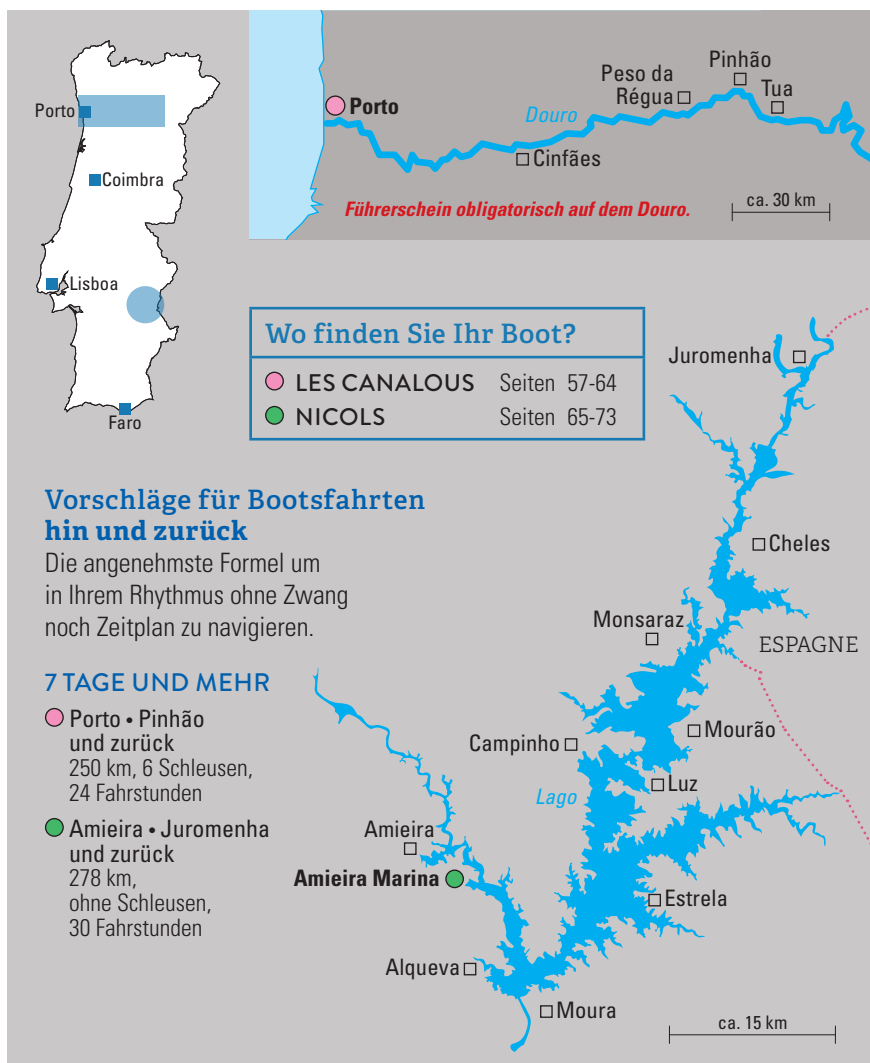 Porto
Coimbra
Lisboa
Faro
Pinhão
Peso da
Régua
Tua
Porto
Douro
Cinfães
ca. 30 km
Führerschein obligatorisch auf dem Douro.
Wo finden Sie Ihr Boot?
LES CANALOUS Seiten 57-64
NICOLS Seiten 65-73
Vorschläge für Bootsfahrten
hin und zurück
Die angenehmste Formel um
in Ihrem Rhythmus ohne Zwang
noch Zeitplan zu navigieren.
7 TAGE UND MEHR
Porto • Pinhão
und zurück
250 km, 6 Schleusen,
24 Fahrstunden
Amieira • Juromenha
und zurück
278 km,
ohne Schleusen,
30 Fahrstunden
Juromenha
Cheles
Monsaraz
ESPAGNE
Mourão
Campinho
Luz
Lago
Amieira
Amieira Marina
Estrela
Alqueva
Moura
ca. 15 km